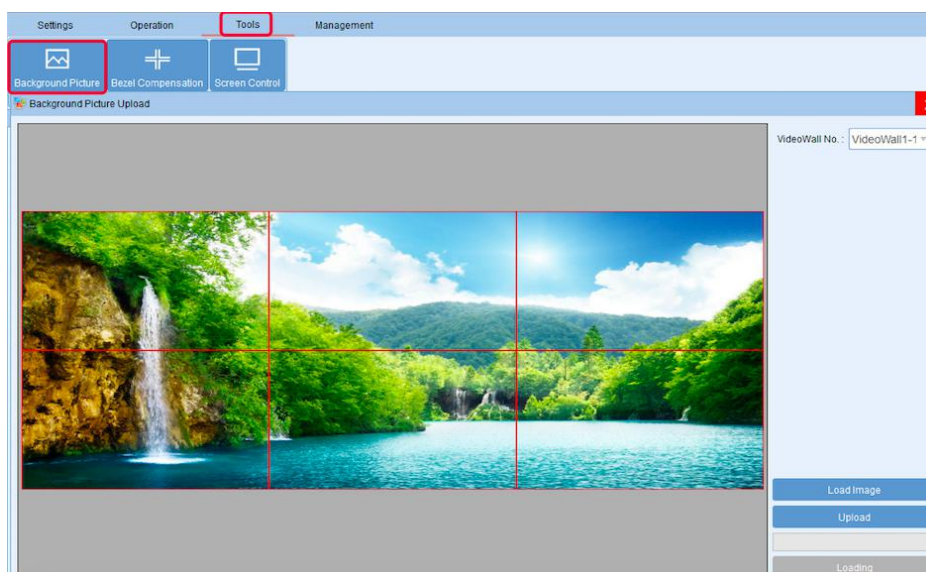 Settings Operation Tools Management
Background Picture Bezel Compensation Screen Control
Background Picture Upload
VideoWall No. : VideoWall1-1
Load Image
Upload
Loading